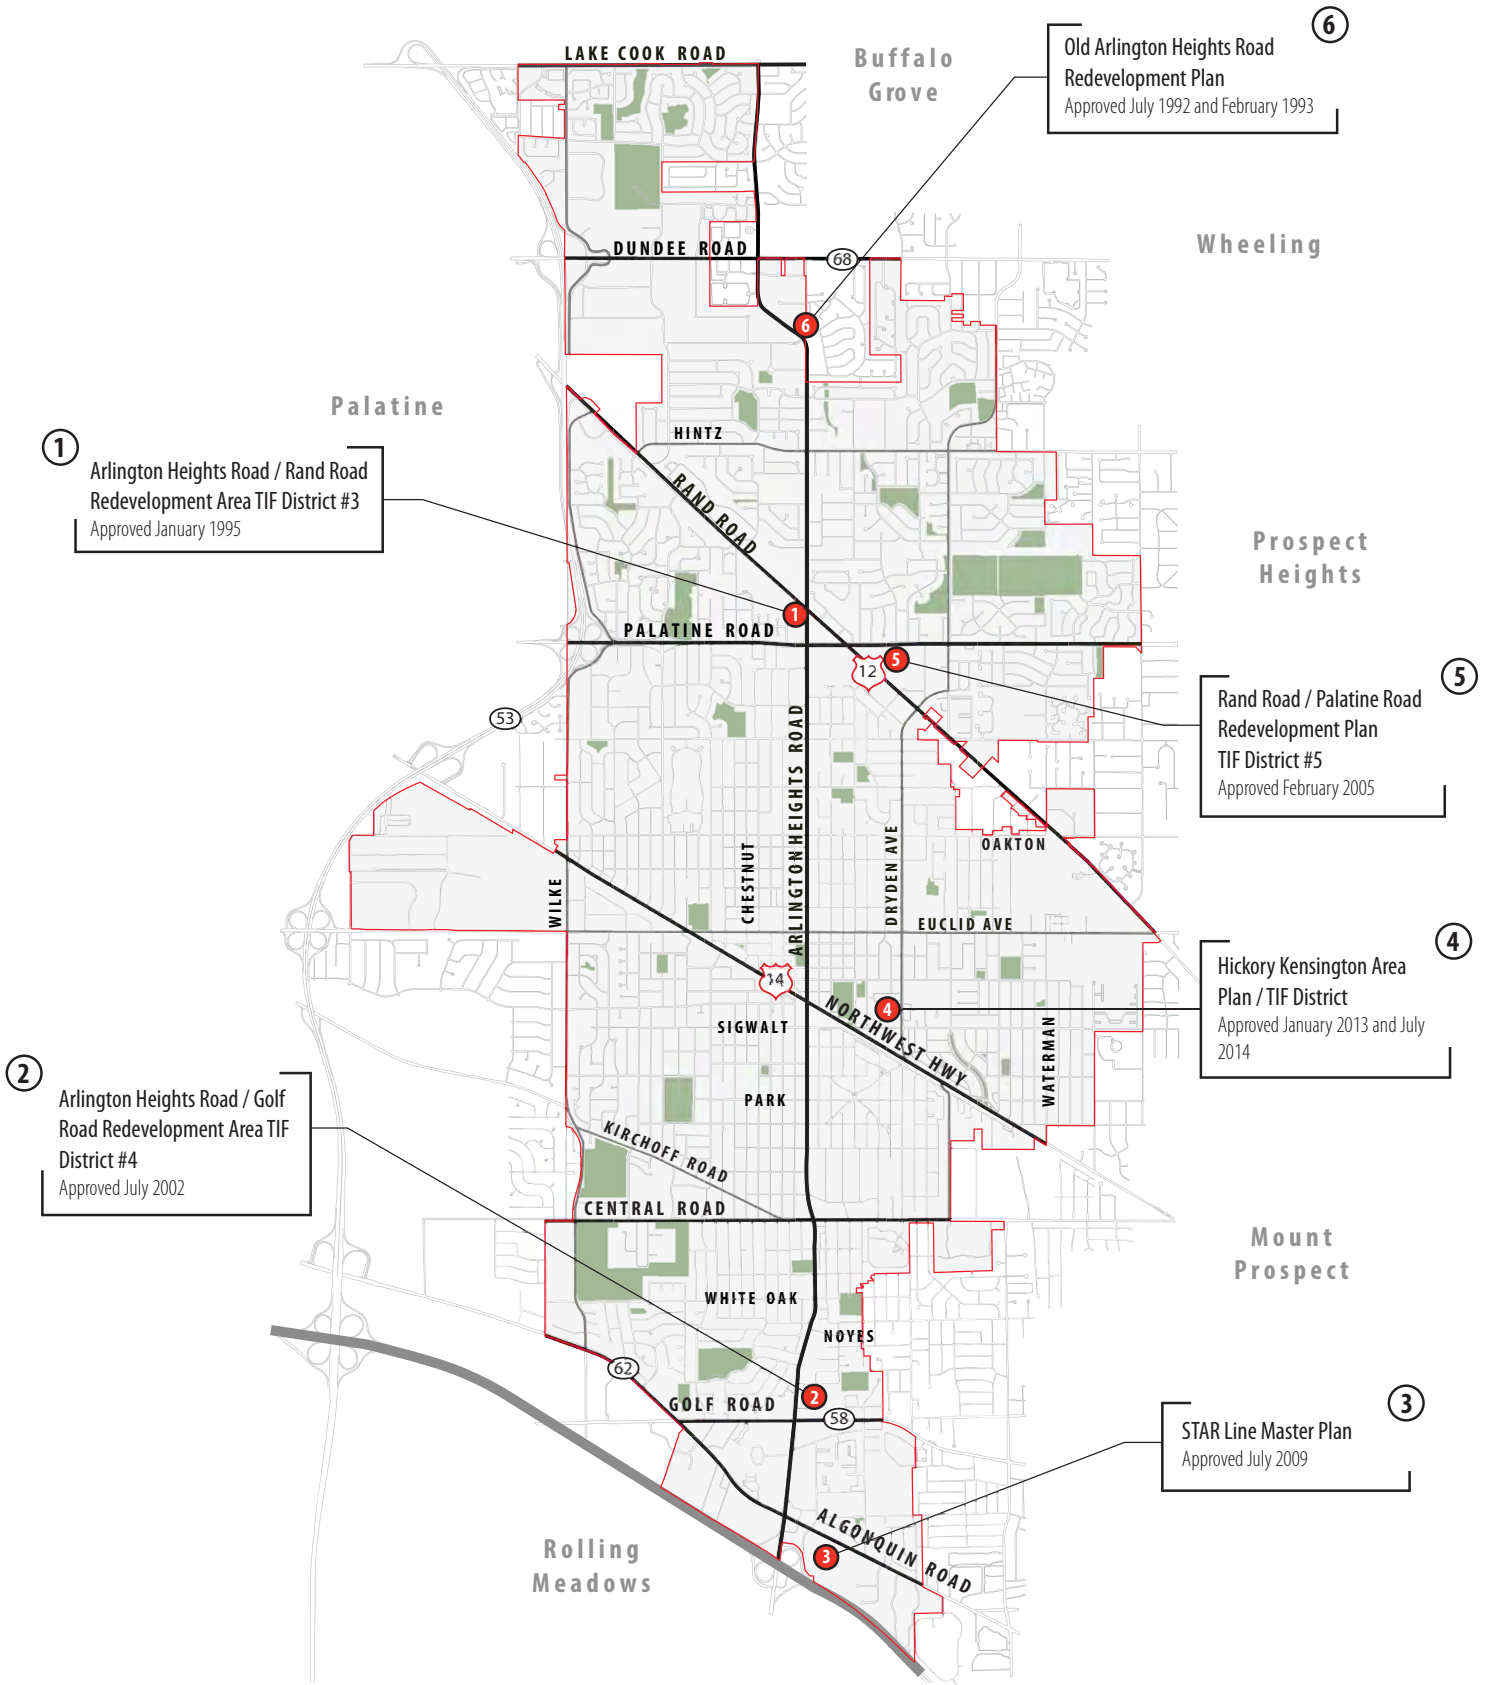 6
LAKE COOK ROAD
Buffalo
Grove
Old Arlington Heights Road
Redevelopment Plan
Approved July 1992 and February 1993
Wheeling
DUNDEE ROAD
68
6
Palatine
1
HINTZ
Arlington Heights Road / Rand Road
Redevelopment Area TIF District #3
Approved January 1995
RAND ROAD
Prospect
Heights
1
PALATINE ROAD
5
12
5
Rand Road / Palatine Road
Redevelopment Plan
TIF District #5
Approved February 2005
53
ARLINGTON HEIGHTS ROAD
OAKTON
CHESTNUT
DRYDEN AVE
WILKE
EUCLID AVE
4
Hickory Kensington Area
Plan / TIF District
Approved January 2013 and July
2014
14
4
NORTHWEST HWY
SIGWALT
WATERMAN
2
PARK
Arlington Heights Road / Golf
Road Redevelopment Area TIF
District #4
Approved July 2002
KIRCHOFF ROAD
CENTRAL ROAD
Mount
Prospect
WHITE OAK
NOYES
62
2
GOLF ROAD
58
3
STAR Line Master Plan
Approved July 2009
ALGONQUIN ROAD
3
Rolling
Meadows